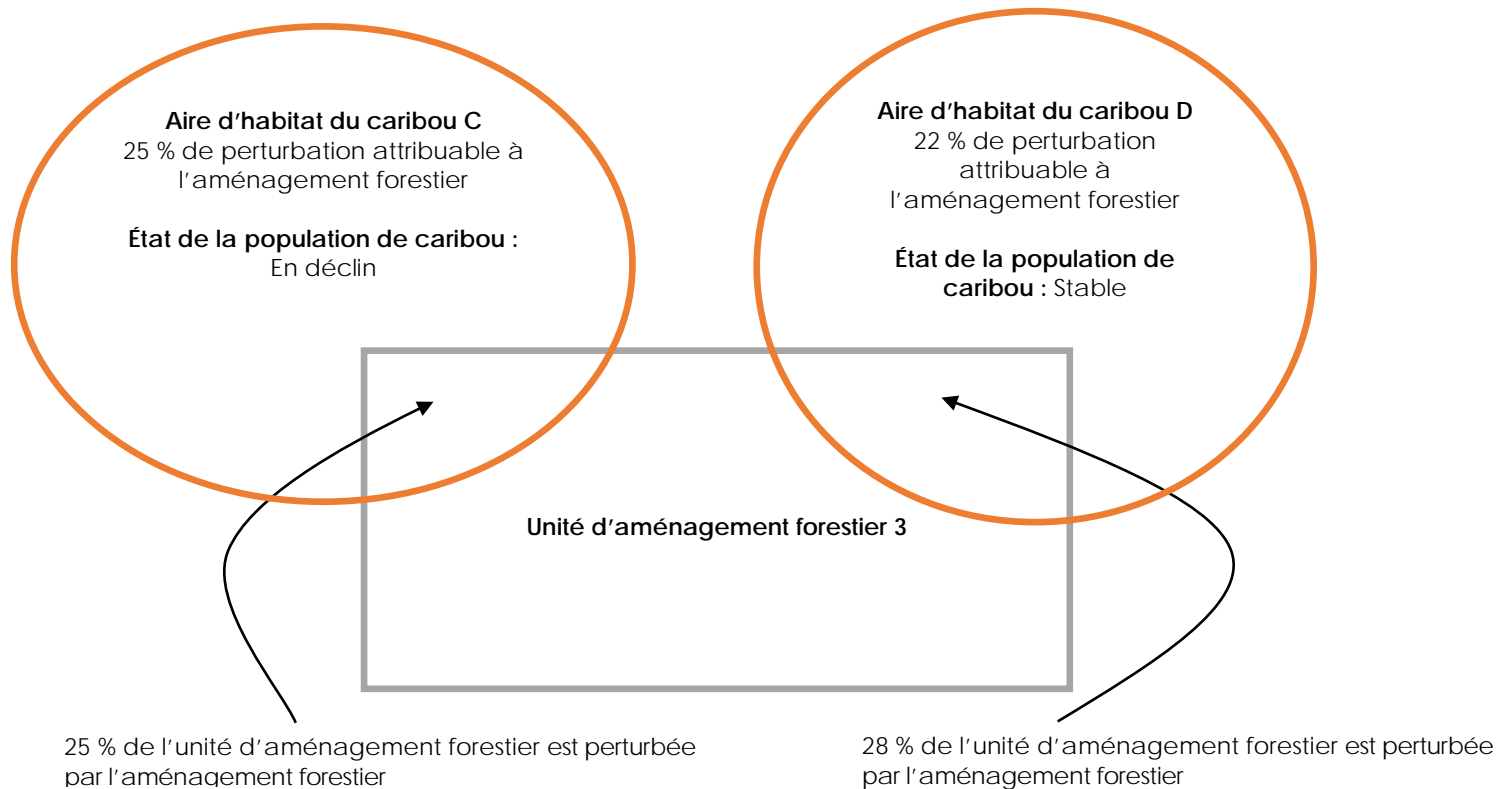 Aire d'habitat du caribou C
25 % de perturbation attribuable à
l'aménagement forestier
État de la population de caribou :
En déclin
Aire d'habitat du caribou D
22 % de perturbation
attribuable à
l'aménagement forestier
État de la population de
caribou : Stable
Unité d'aménagement forestier 3
25 % de l'unité d'aménagement forestier est perturbée
par l'aménagement forestier
28 % de l'unité d'aménagement forestier est perturbée
par l'aménagement forestier